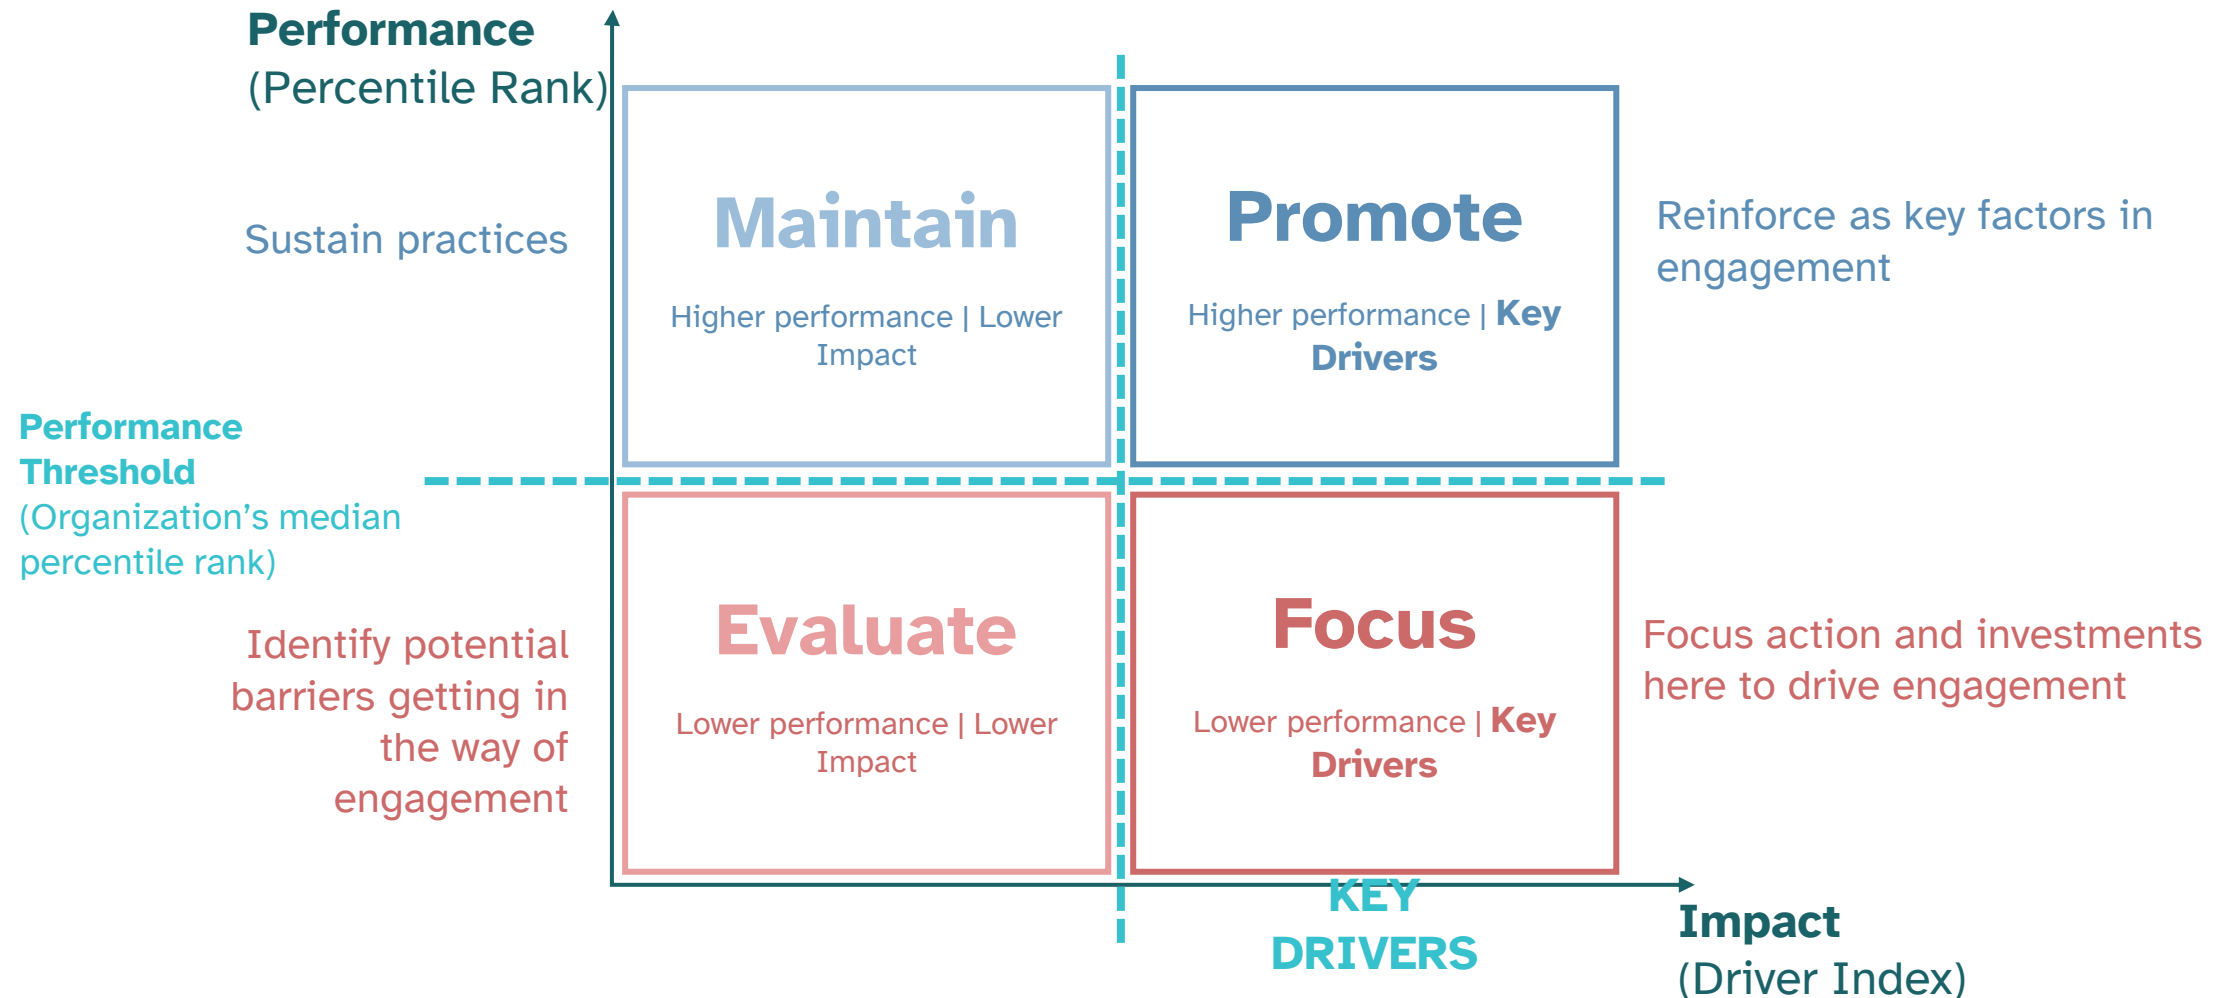 Performance
(Percentile Rank)
Sustain practices
Maintain
Higher performance | Lower
Impact
Promote
Higher performance | Key
Drivers
Reinforce as key factors in
engagement
Performance
Threshold
(Organization’s median
percentile rank)
Identify potential
barriers getting in
the way of
engagement
Evaluate
Lower performance | Lower
Impact
Focus
Lower performance | Key
Drivers
Focus action and investments
here to drive engagement
KEY
DRIVERS
Impact
(Driver Index)